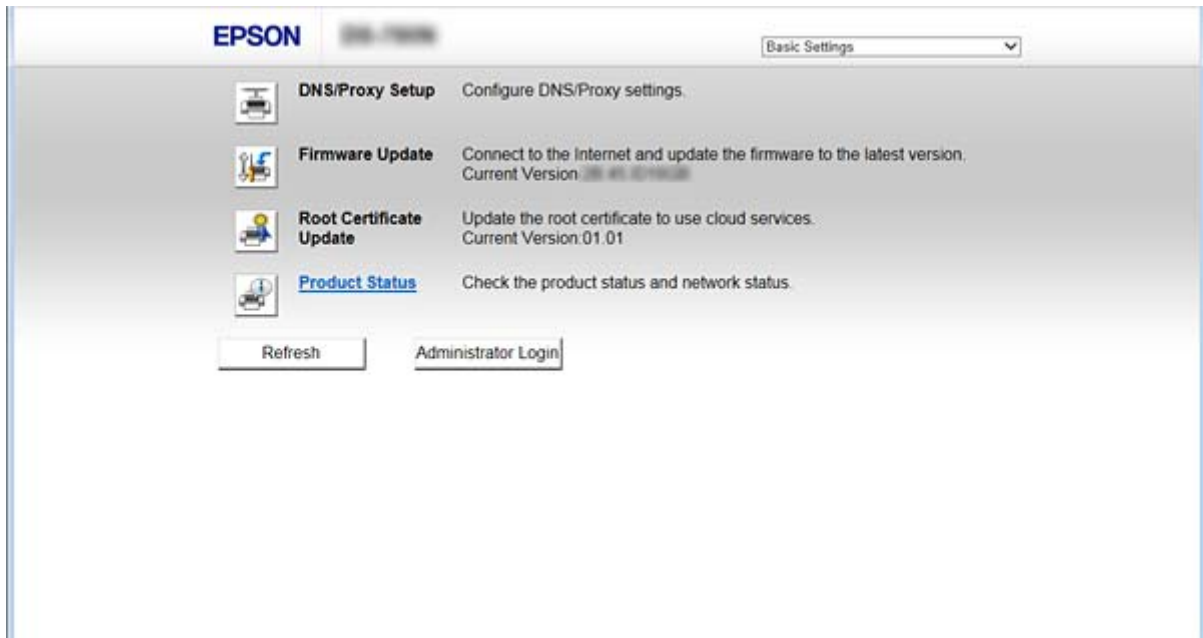 EPSON
Basic Settings
DNS/Proxy Setup Configure DNS/Proxy settings.
Firmware Update Connect to the Internet and update the firmware to the latest version.
Current Version:
Root Certificate Update the root certificate to use cloud services.
Update Current Version:01.01
Product Status Check the product status and network status.
Refresh Administrator Login